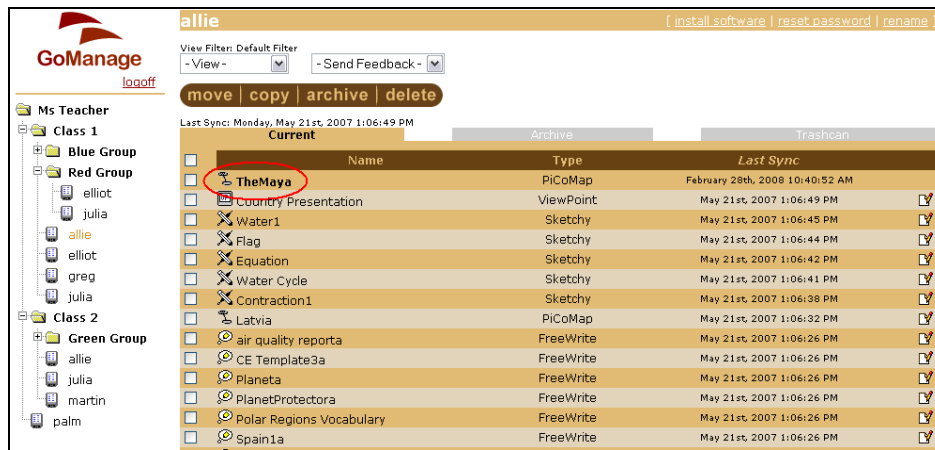 GoManage
logoff
Ms Teacher
Class 1
Blue Group
Red Group
elliot
julia
allie
elliot
greg
julia
Class 2
Green Group
allie
julia
martin
palm
allie [ install software | reset password | rename ]
View Filter: Default Filter
- View - - Send Feedback -
move | copy | archive | delete
Last Sync: Monday, May 21st, 2007 1:06:49 PM
Current Archive Trashcan
Name Type Last Sync
TheMaya PiCoMap February 28th, 2008 10:40:52 AM
Country Presentation ViewPoint May 21st, 2007 1:06:49 PM
Water1 Sketchy May 21st, 2007 1:06:45 PM
Flag Sketchy May 21st, 2007 1:06:44 PM
Equation Sketchy May 21st, 2007 1:06:42 PM
Water Cycle Sketchy May 21st, 2007 1:06:41 PM
Contraction1 Sketchy May 21st, 2007 1:06:38 PM
Latvia PiCoMap May 21st, 2007 1:06:32 PM
air quality reporta FreeWrite May 21st, 2007 1:06:26 PM
CE Template3a FreeWrite May 21st, 2007 1:06:26 PM
Planeta FreeWrite May 21st, 2007 1:06:26 PM
PlanetProtectora FreeWrite May 21st, 2007 1:06:26 PM
Polar Regions Vocabulary FreeWrite May 21st, 2007 1:06:26 PM
Spain1a FreeWrite May 21st, 2007 1:06:26 PM